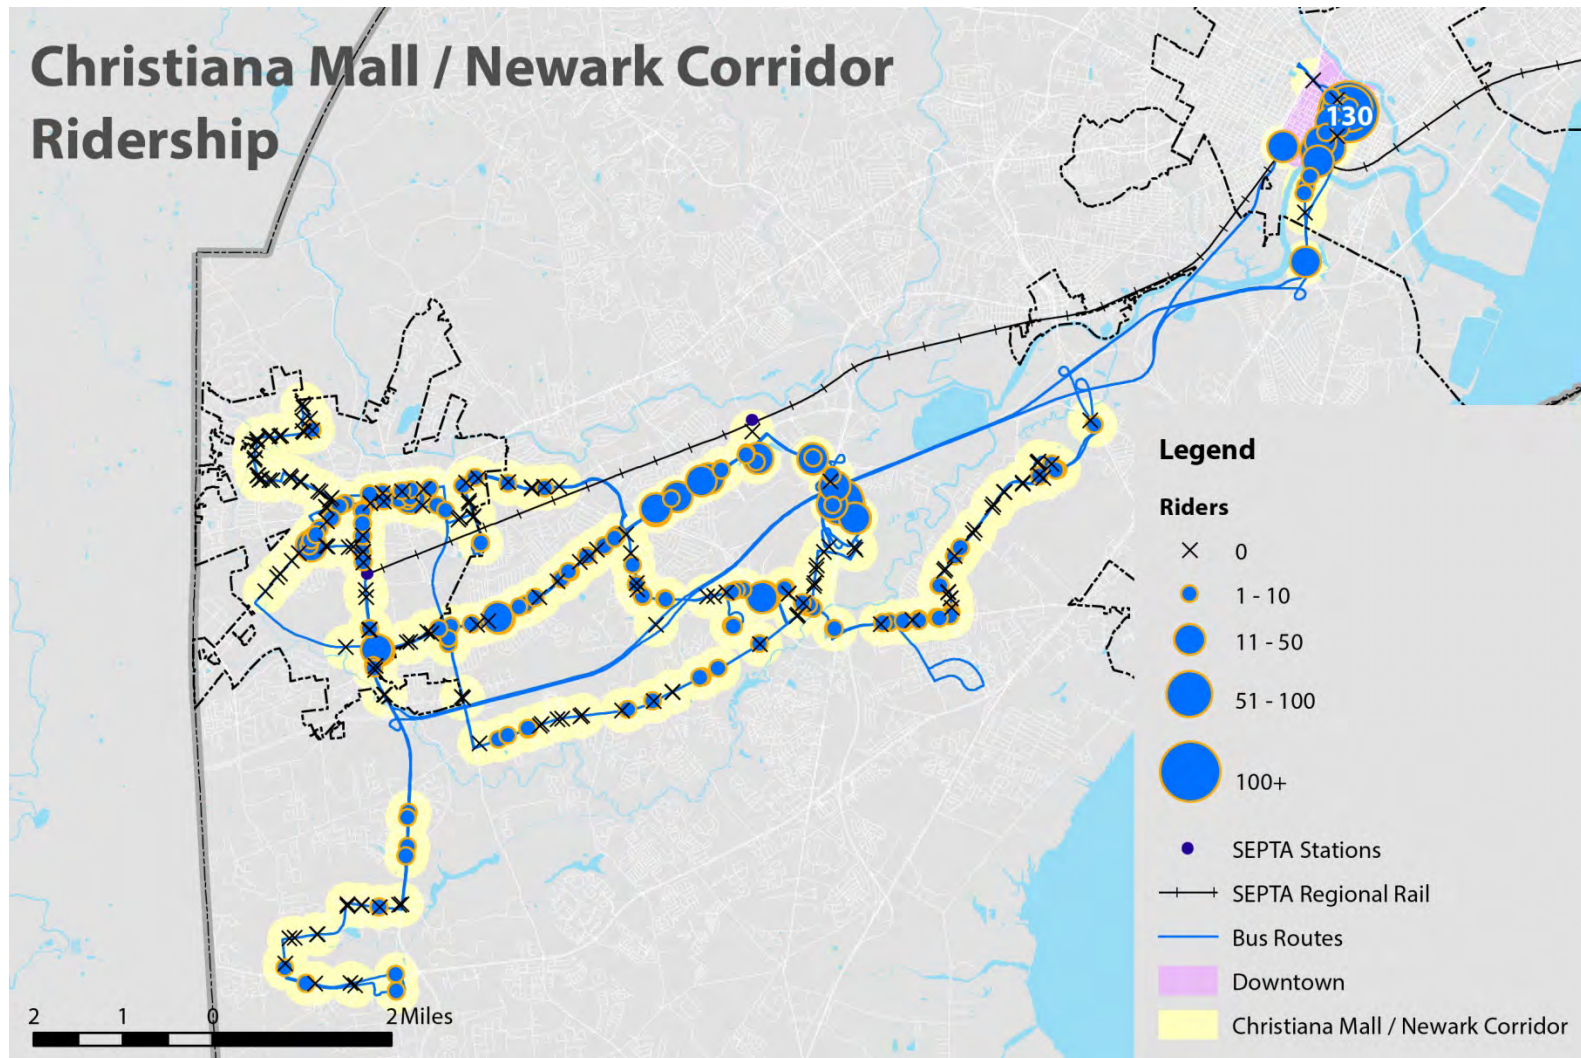 Christiana Mall / Newark Corridor
Ridership
130
Legend
Riders
0
1 - 10
11 - 50
51 - 100
100+
SEPTA Stations
SEPTA Regional Rail
Bus Routes
Downtown
Christiana Mall / Newark Corridor
2 1 0 2 Miles